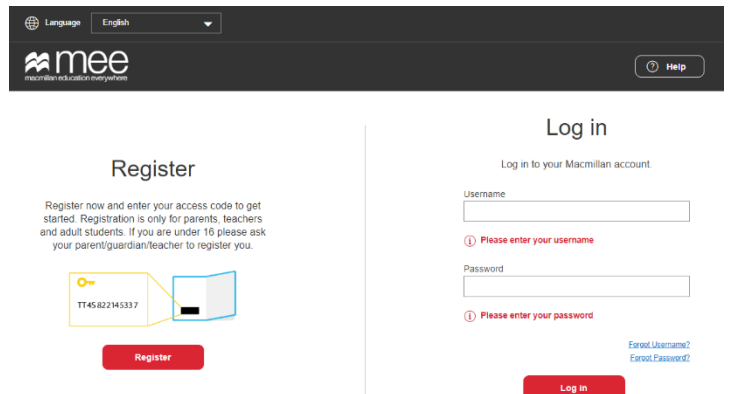 Language English
mee
macmillan education everywhere
Help
Register
Register now and enter your access code to get
started. Registration is only for parents, teachers
and adult students. If you are under 16 please ask
your parent/guardian/teacher to register you.
TT4S822145337
Register
Log in
Log in to your Macmillan account.
Username
Please enter your username
Password
Please enter your password
Forgot Username?
Forgot Password?
Log in